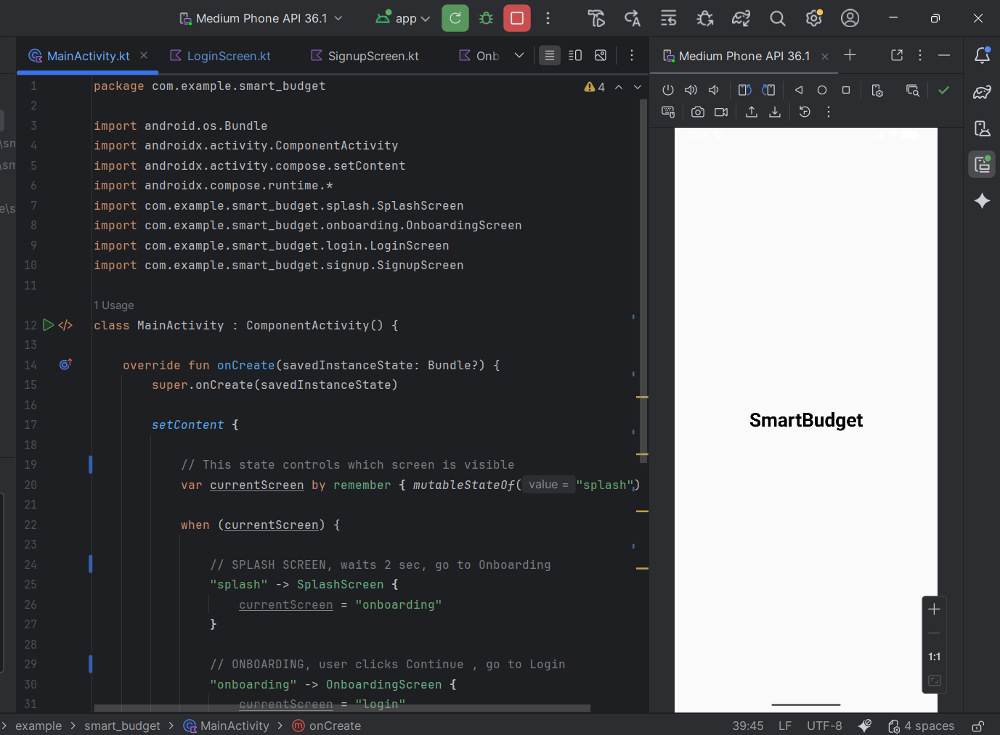 Medium Phone API 36.1
app
MainActivity.kt
LoginScreen.kt
SignupScreen.kt
Onb
Medium Phone API 36.1
\sm
\sm
e\s
4
1 package com.example.smart_budget
2
3 import android.os.Bundle
4 import androidx.activity.ComponentActivity
5 import androidx.activity.compose.setContent
6 import androidx.compose.runtime.*
7 import com.example.smart_budget.splash.SplashScreen
8 import com.example.smart_budget.onboarding.OnboardingScreen
9 import com.example.smart_budget.login.LoginScreen
10 import com.example.smart_budget.signup.SignupScreen
11
1 Usage
12 class MainActivity : ComponentActivity() {
13
14 override fun onCreate(savedInstanceState: Bundle?) {
15 super.onCreate(savedInstanceState)
16
17 setContent {
18
19 // This state controls which screen is visible
20 var currentScreen by remember { mutableStateOf( value = "splash")
21
22 when (currentScreen) {
23
24 // SPLASH SCREEN, waits 2 sec, go to Onboarding
25 "splash" -> SplashScreen {
26 currentScreen = "onboarding"
27 }
28
29 // ONBOARDING, user clicks Continue , go to Login
30 "onboarding" -> OnboardingScreen {
31 currentScreen = "login"
SmartBudget
1:1
example > smart_budget > MainActivity > onCreate
39:45 LF UTF-8 4 spaces